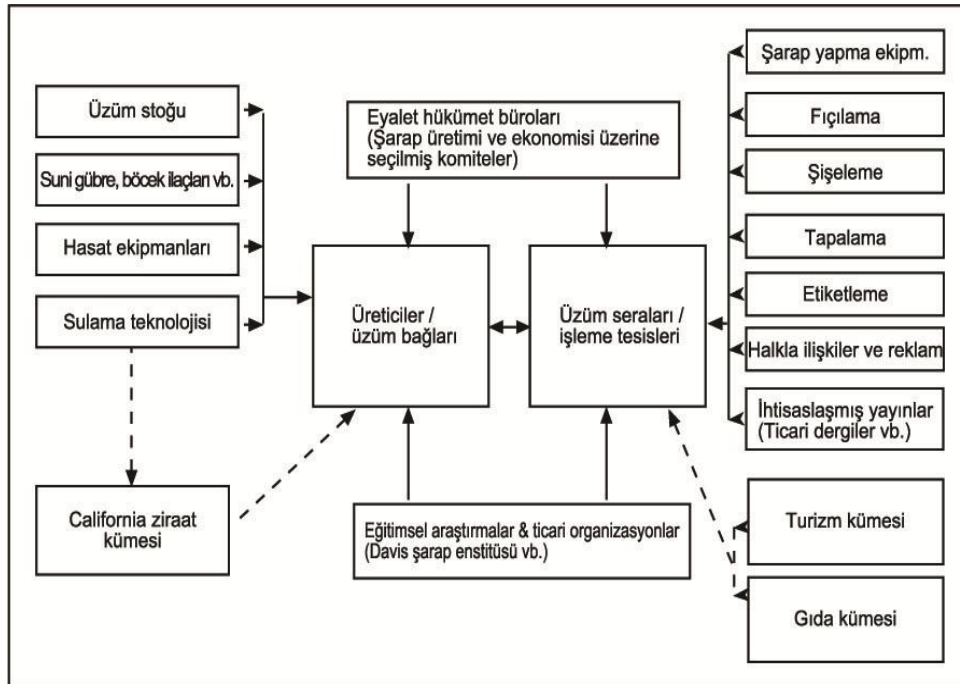 Üzüm stoğu
Suni gübre, böcek ilaçları vb.
Hasat ekipmanları
Sulama teknolojisi
California ziraat
kümesi
Eyalet hükümet büroları
(Şarap üretimi ve ekonomisi üzerine
seçilmiş komiteler)
Üreticiler /
üzüm bağları
Üzüm seraları /
işleme tesisleri
Eğitimsel araştırmalar & ticari organizasyonlar
(Davis şarap enstitüsü vb.)
Şarap yapma ekipm.
Fıçılama
Şişeleme
Tapalama
Etiketleme
Halkla ilişkiler ve reklam
İhtisaslaşmış yayınlar
(Ticari dergiler vb.)
Turizm kümesi
Gıda kümesi